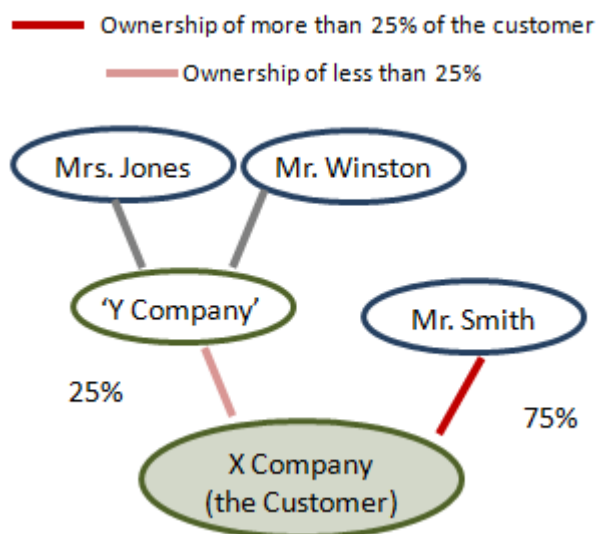 Ownership of more than 25% of the customer
Ownership of less than 25%
Mrs. Jones
Mr. Winston
‘Y Company’
Mr. Smith
25%
75%
X Company
(the Customer)